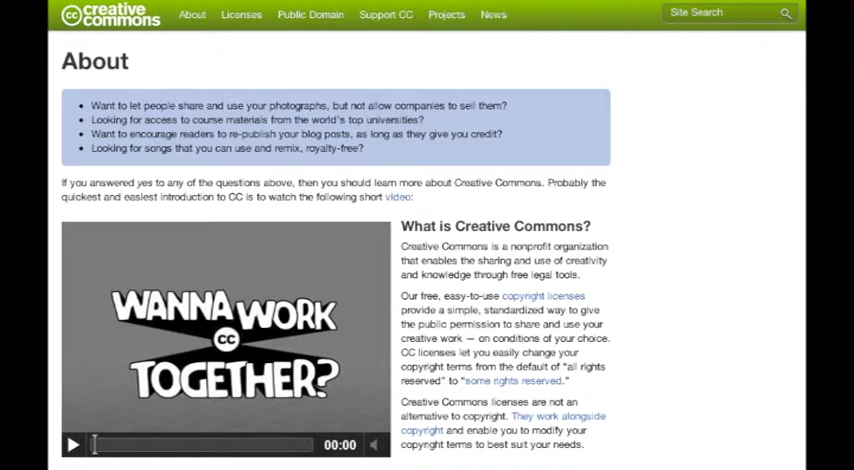 creative commons
About Licenses Public Domain Support CC Projects News Site Search
About
• Want to let people share and use your photographs, but not allow companies to sell them?
• Looking for access to course materials from the world's top universities?
• Want to encourage readers to re-publish your blog posts, as long as they give you credit?
• Looking for songs that you can use and remix, royalty-free?
If you answered yes to any of the questions above, then you should learn more about Creative Commons. Probably the
quickest and easiest introduction to CC is to watch the following short video:
WANNA WORK
CC
TOGETHER?
00:00
What is Creative Commons?
Creative Commons is a nonprofit organization
that enables the sharing and use of creativity
and knowledge through free legal tools.
Our free, easy-to-use copyright licenses
provide a simple, standardized way to give
the public permission to share and use your
creative work — on conditions of your choice.
CC licenses let you easily change your
copyright terms from the default of “all rights
reserved” to “some rights reserved.”
Creative Commons licenses are not an
alternative to copyright. They work alongside
copyright and enable you to modify your
copyright terms to best suit your needs.